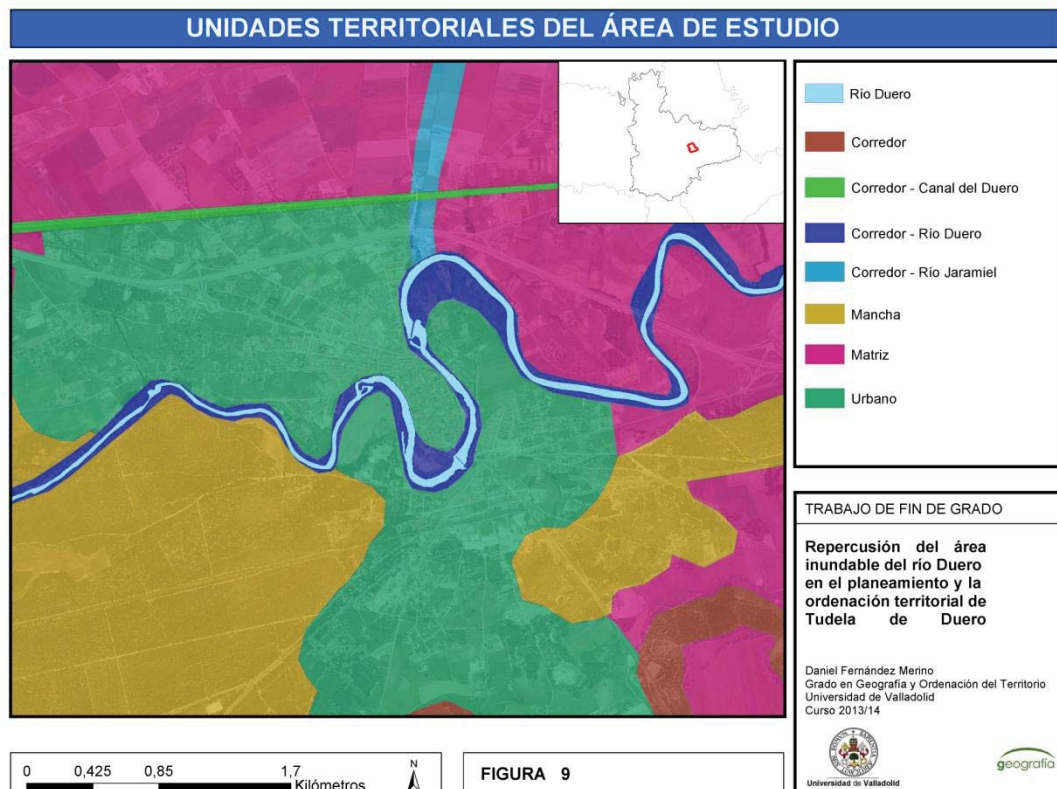 UNIDADES TERRITORIALES DEL ÁREA DE ESTUDIO
Río Duero
Corredor
Corredor - Canal del Duero
Corredor - Río Duero
Corredor - Río Jaramiel
Mancha
Matriz
Urbano
TRABAJO DE FIN DE GRADO
Repercusión del área
inundable del río Duero
en el planeamiento y la
ordenación territorial de
Tudela de Duero
Daniel Fernández Merino
Grado en Geografía y Ordenación del Territorio
Universidad de Valladolid
Curso 2013/14
Universidad de Valladolid
geografía
0 0,425 0,85 1,7
Kilómetros
N
FIGURA 9